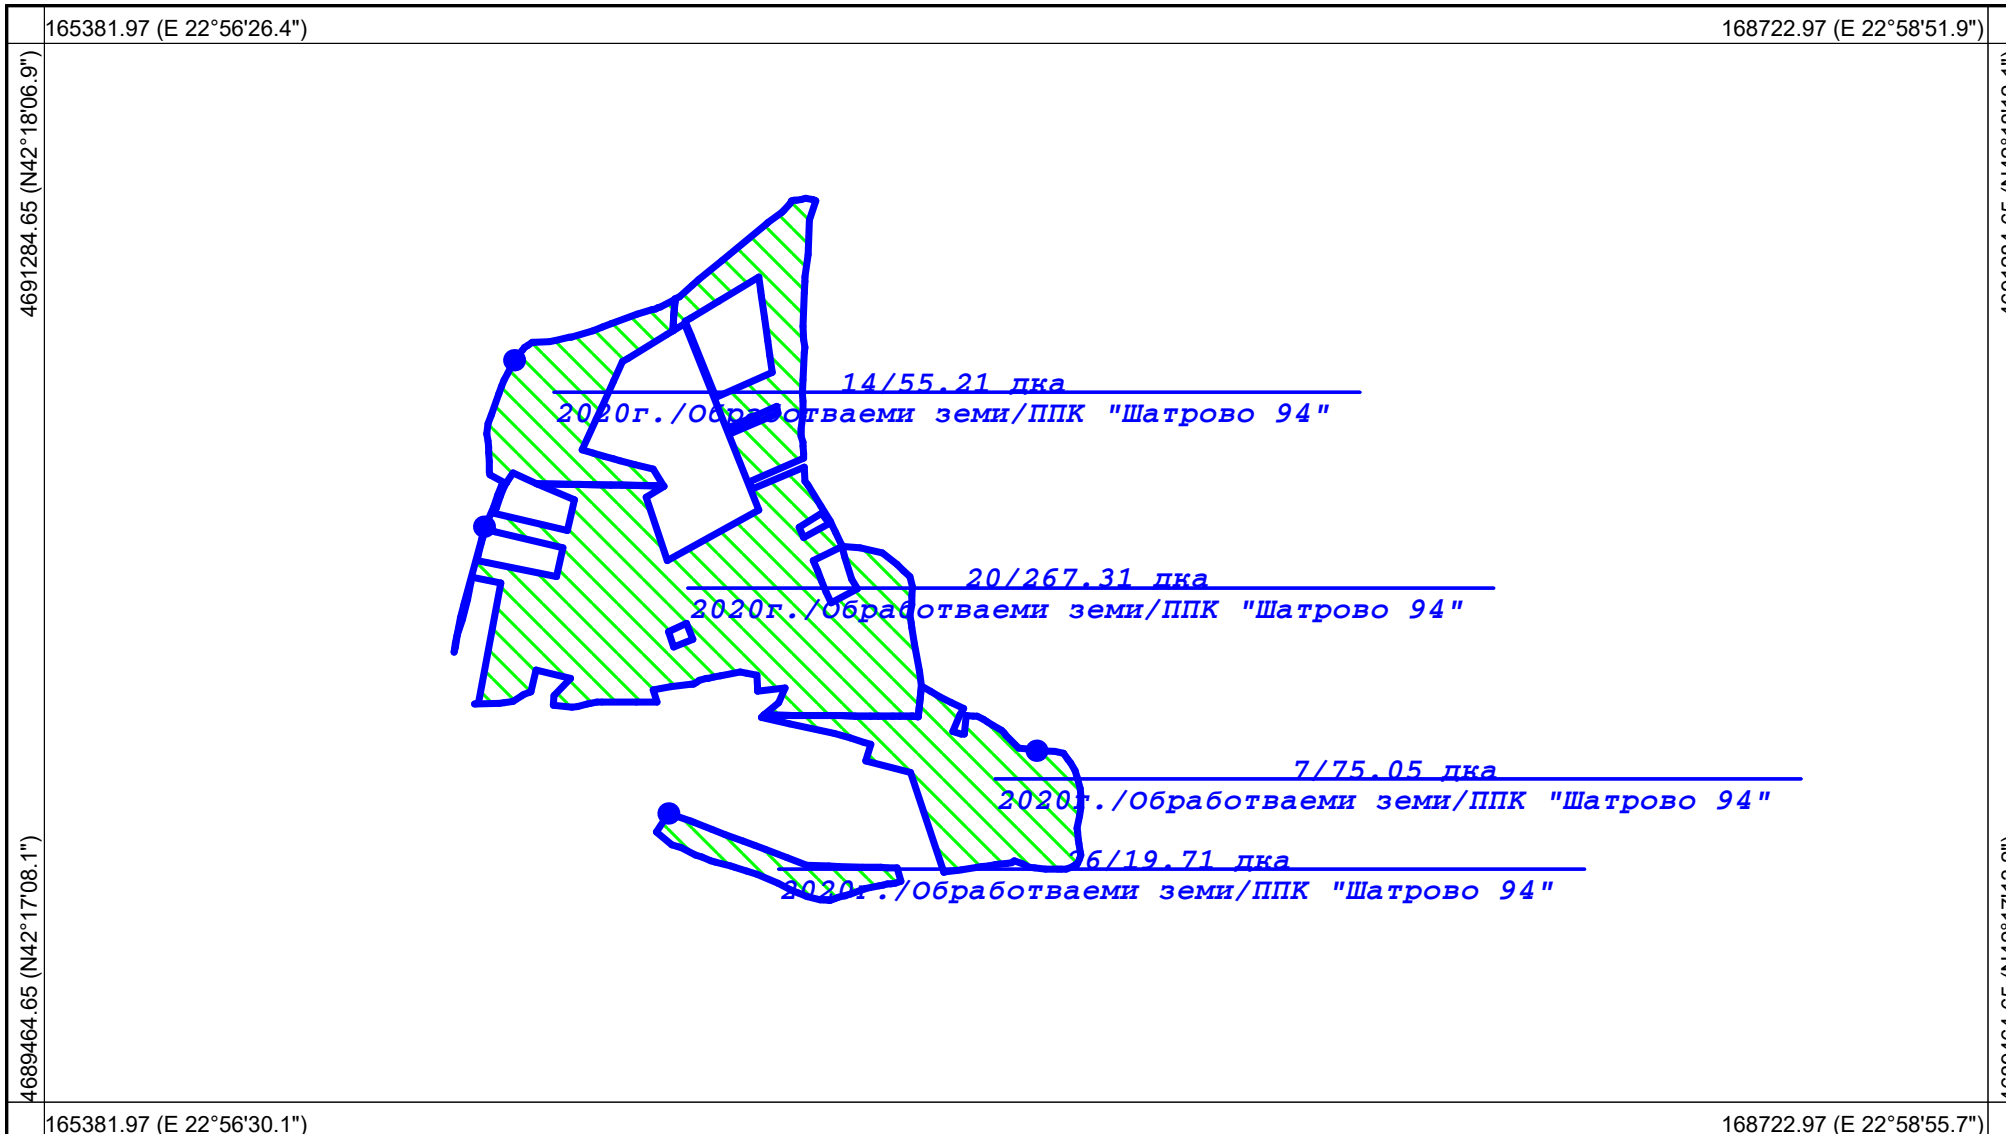 165381.97 (E 22°56'26.4")
168722.97 (E 22°58'51.9")
4691284.65 (N42°18'06.9")
14/55.21 дка
2020г./Обработваеми земи/ППК "Шатрово 94"
20/267.31 дка
2020г./Обработваеми земи/ППК "Шатрово 94"
7/75.05 дка
2020г./Обработваеми земи/ППК "Шатрово 94"
26/19.71 дка
2020г./Обработваеми земи/ППК "Шатрово 94"
4689464.65 (N42°17'08.1")
165381.97 (E 22°56'30.1")
168722.97 (E 22°58'55.7")